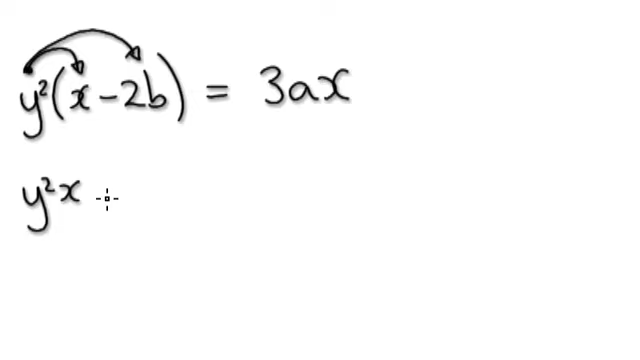 y²(x - 2b) = 3ax
y²x